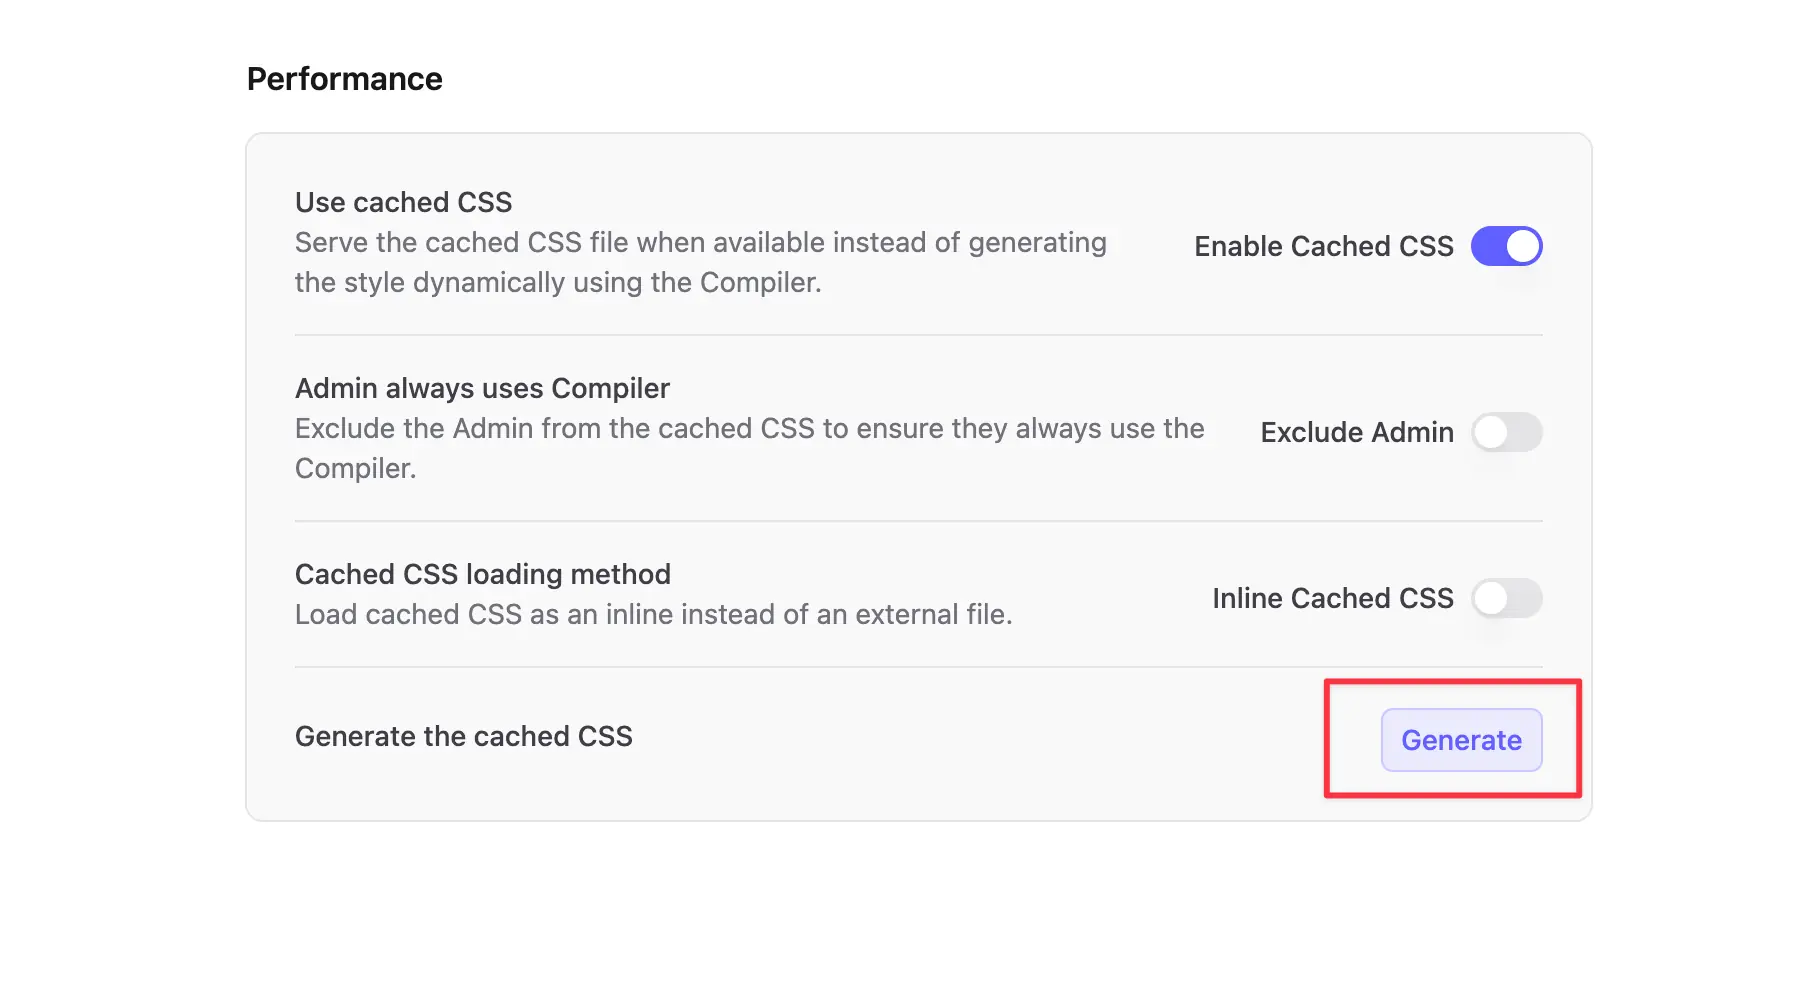 Performance
Use cached CSS
Serve the cached CSS file when available instead of generating
the style dynamically using the Compiler.
Enable Cached CSS
Admin always uses Compiler
Exclude the Admin from the cached CSS to ensure they always use the
Compiler.
Exclude Admin
Cached CSS loading method
Load cached CSS as an inline instead of an external file.
Inline Cached CSS
Generate the cached CSS
Generate